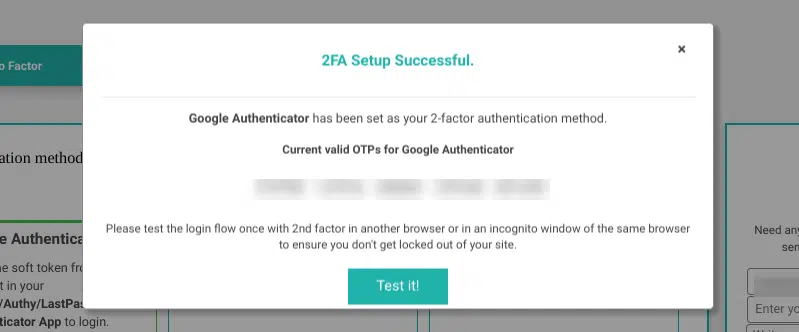 o Factor
2FA Setup Successful.
×
Google Authenticator has been set as your 2-factor authentication method.
Current valid OTPs for Google Authenticator
ation method
Please test the login flow once with 2nd factor in another browser or in an incognito window of the same browser
to ensure you don't get locked out of your site.
Test it!
e Authentica
e soft token fro
t in your
/Authy/LastPas
ticator App to login.
Need any
sen
Enter yo